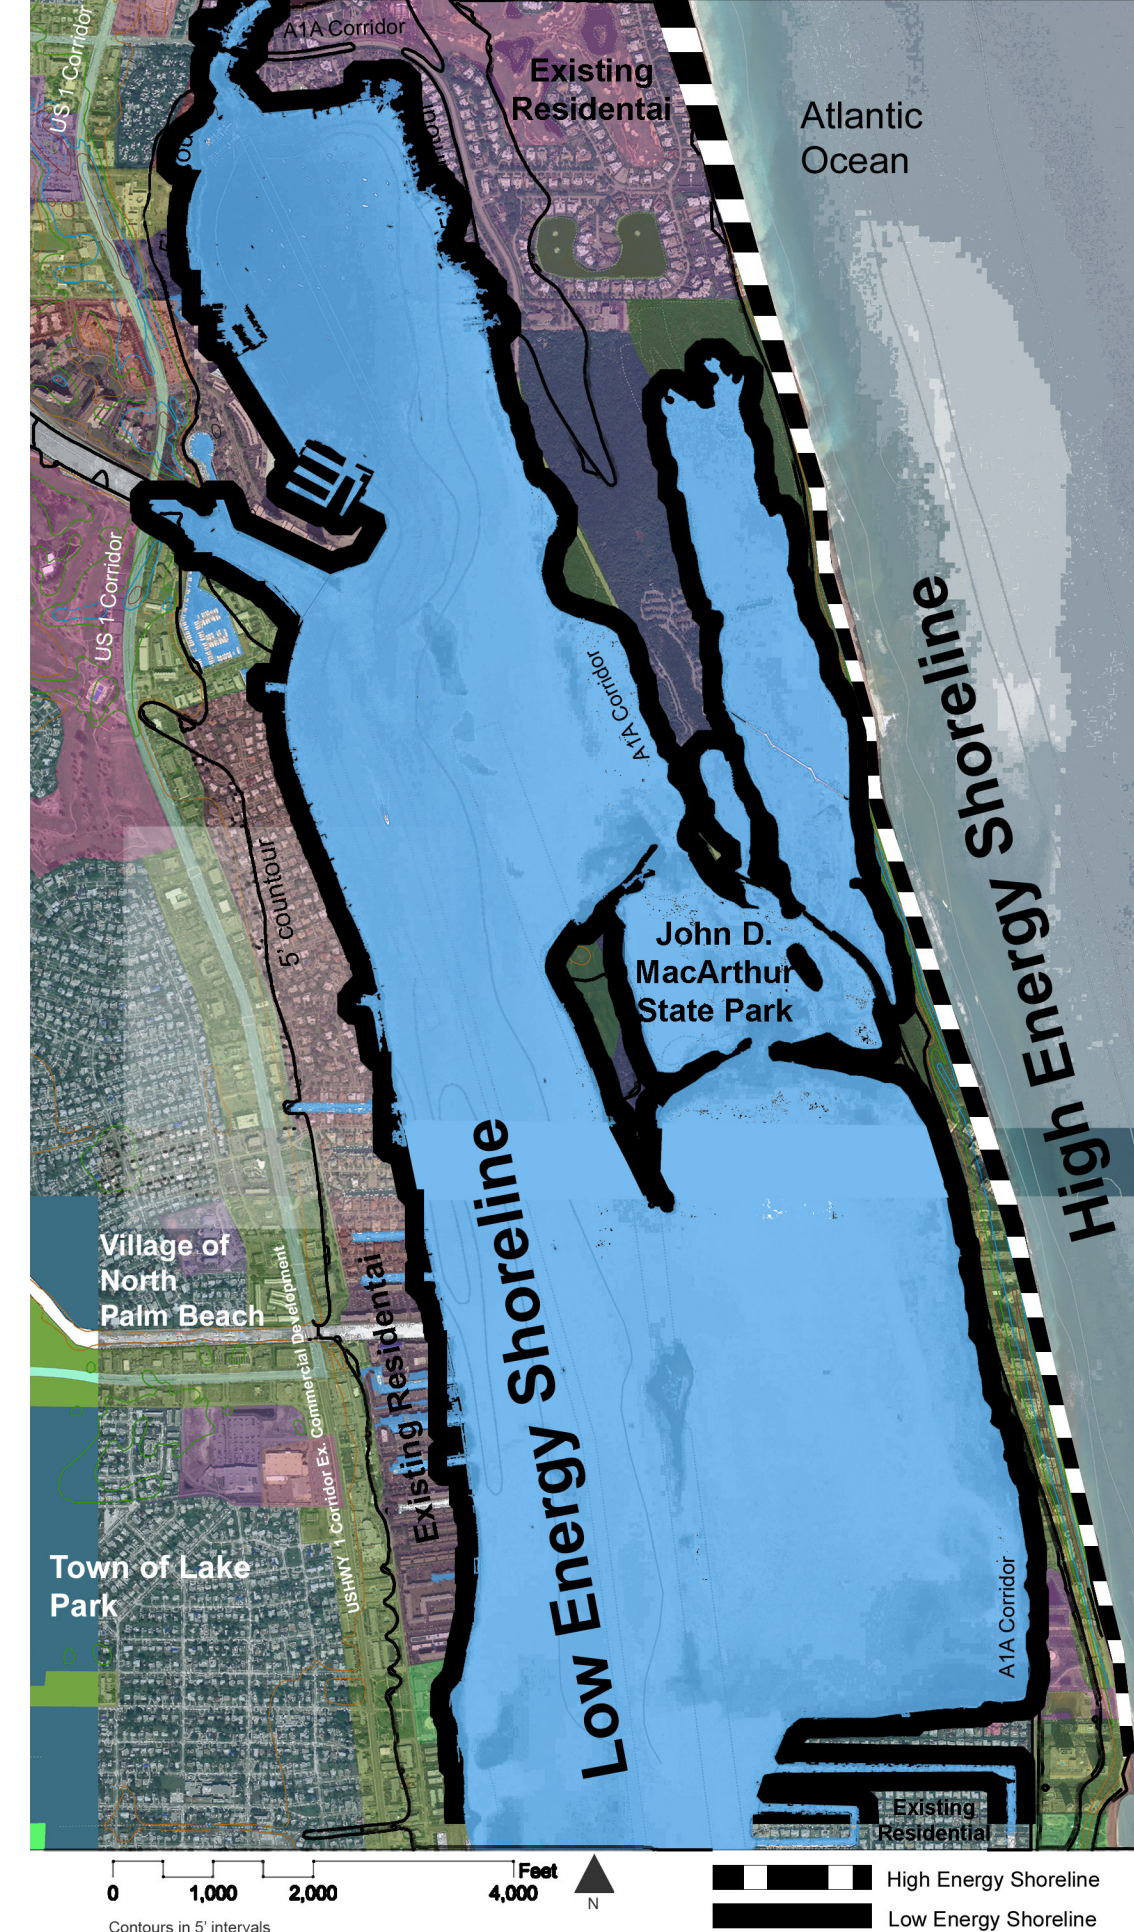 A1A Corridor
US 1 Corridor
Existing
Residentai
Atlantic
Ocean
US 1 Corridor
A1A Corridor
High Energy Shoreline
5' countour
John D.
MacArthur
State Park
Low Energy Shoreline
Village of
North
Palm Beach
USHWY 1 Corridor Ex. Commercial Development
Existing Residentai
Town of Lake
Park
A1A Corridor
Existing
Residential
Feet
0 1,000 2,000 4,000
N
Contours in 5' intervals
High Energy Shoreline
Low Energy Shoreline